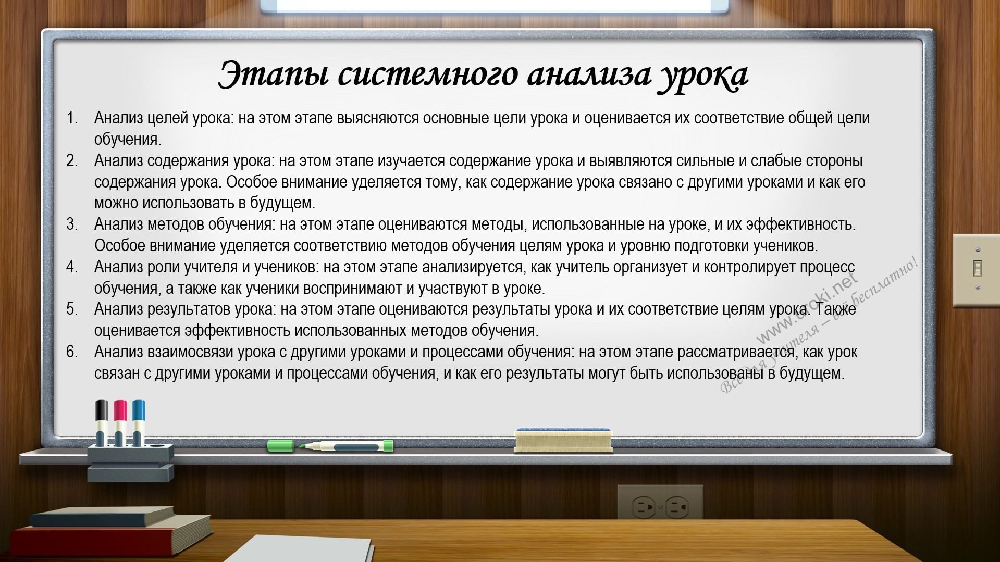 Этапы системного анализа урока
1. Анализ целей урока: на этом этапе выясняются основные цели урока и оценивается их соответствие общей цели
обучения.
2. Анализ содержания урока: на этом этапе изучается содержание урока и выявляются сильные и слабые стороны
содержания урока. Особое внимание уделяется тому, как содержание урока связано с другими уроками и как его
можно использовать в будущем.
3. Анализ методов обучения: на этом этапе оцениваются методы, использованные на уроке, и их эффективность.
Особое внимание уделяется соответствию методов обучения целям урока и уровню подготовки учеников.
4. Анализ роли учителя и учеников: на этом этапе анализируется, как учитель организует и контролирует процесс
обучения, а также как ученики воспринимают и участвуют в уроке.
5. Анализ результатов урока: на этом этапе оцениваются результаты урока и их соответствие целям урока. Также
оценивается эффективность использованных методов обучения.
6. Анализ взаимосвязи урока с другими уроками и процессами обучения: на этом этапе рассматривается, как урок
связан с другими уроками и процессами обучения, и как его результаты могут быть использованы в будущем.
www.uroki.net
Всё для учителя – всё бесплатно!